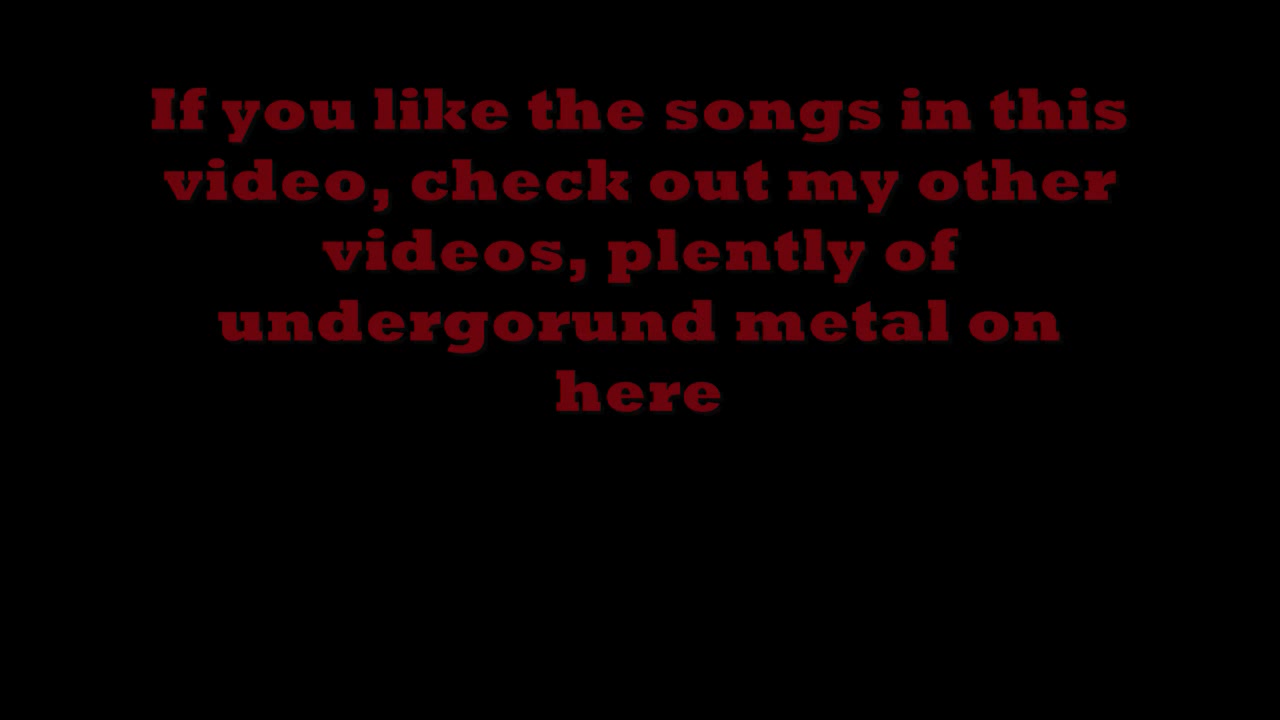 If you like the songs in this
video, check out my other
videos, plently of
undergorund metal on
here